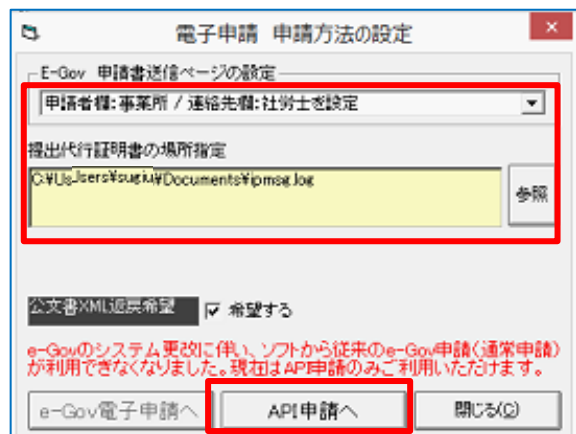 電子申請 申請方法の設定
E-Gov 申請書送信ページの設定
申請者欄:事業所 / 連絡先欄:社労士を設定
提出代行証明書の場所指定
C:¥Us Jsers¥sugiu¥Documents¥ipmsg.log
参照
公文書XML返戻希望 希望する
e-Govのシステム更改に伴い、ソフトから従来のe-Gov申請(通常申請)
が利用できなくなりました。現在はAPI申請のみご利用いただけます。
e-Gov電子申請へ API申請へ 閉じる(C)